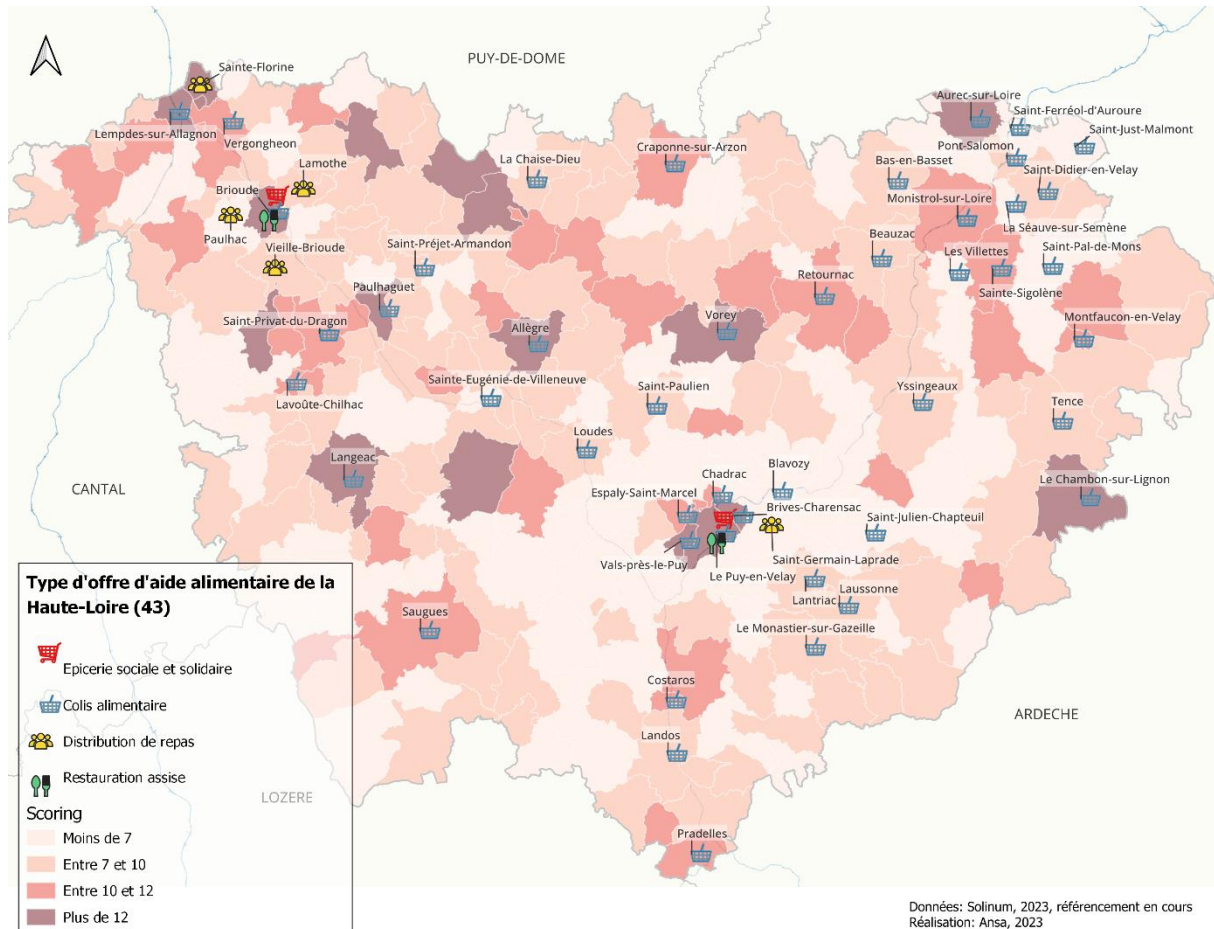 PUY-DE-DOME
Sainte-Florine
Aurec-sur-Loire
Saint-Ferréol-d'Auroure
Saint-Just-Malmont
Lempdes-sur-Allagnon
Vergongheon
Pont-Salomon
Craponne-sur-Arzon
La Chaise-Dieu
Lamothe
Bas-en-Basset
Saint-Didier-en-Velay
Brioude
Monistrol-sur-Loire
La Séauve-sur-Semène
Paulhac
Vieille-Brioude
Saint-Préjet-Armandon
Beauzac
Les Villettes
Saint-Pal-de-Mons
Retournac
Paulhaguet
Sainte-Sigolène
Saint-Privat-du-Dragon
Allègre
Vorey
Montfaucon-en-Velay
Sainte-Eugénie-de-Villeneuve
Saint-Paulien
Yssingeaux
Lavoûte-Chilhac
Tence
Loudes
Langeac
Chadrac
Blavozy
Le Chambon-sur-Lignon
CANTAL
Espaly-Saint-Marcel
Brives-Charensac
Saint-Julien-Chapteuil
Saint-Germain-Laprade
Vals-près-le-Puy
Le Puy-en-Velay
Laussonne
Lantriac
Saugues
Le Monastier-sur-Gazeille
Costaros
ARDECHE
Landos
LOZERE
Pradelles
Type d'offre d'aide alimentaire de la
Haute-Loire (43)
Epicerie sociale et solidaire
Colis alimentaire
Distribution de repas
Restauration assise
Scoring
Moins de 7
Entre 7 et 10
Entre 10 et 12
Plus de 12
Données: Solinum, 2023, référencement en cours
Réalisation: Ansa, 2023